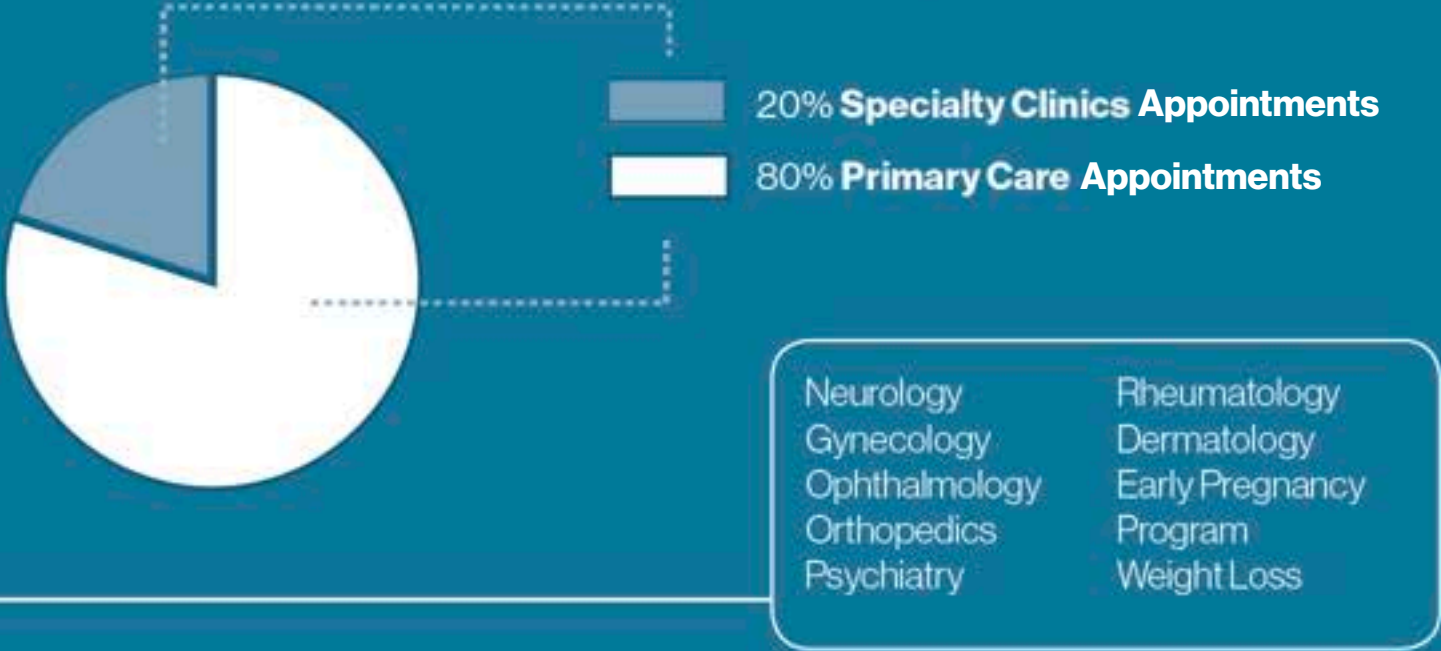 20% Specialty Clinics Appointments
80% Primary Care Appointments
Neurology
Gynecology
Ophthalmology
Orthopedics
Psychiatry
Rheumatology
Dermatology
Early Pregnancy
Program
Weight Loss